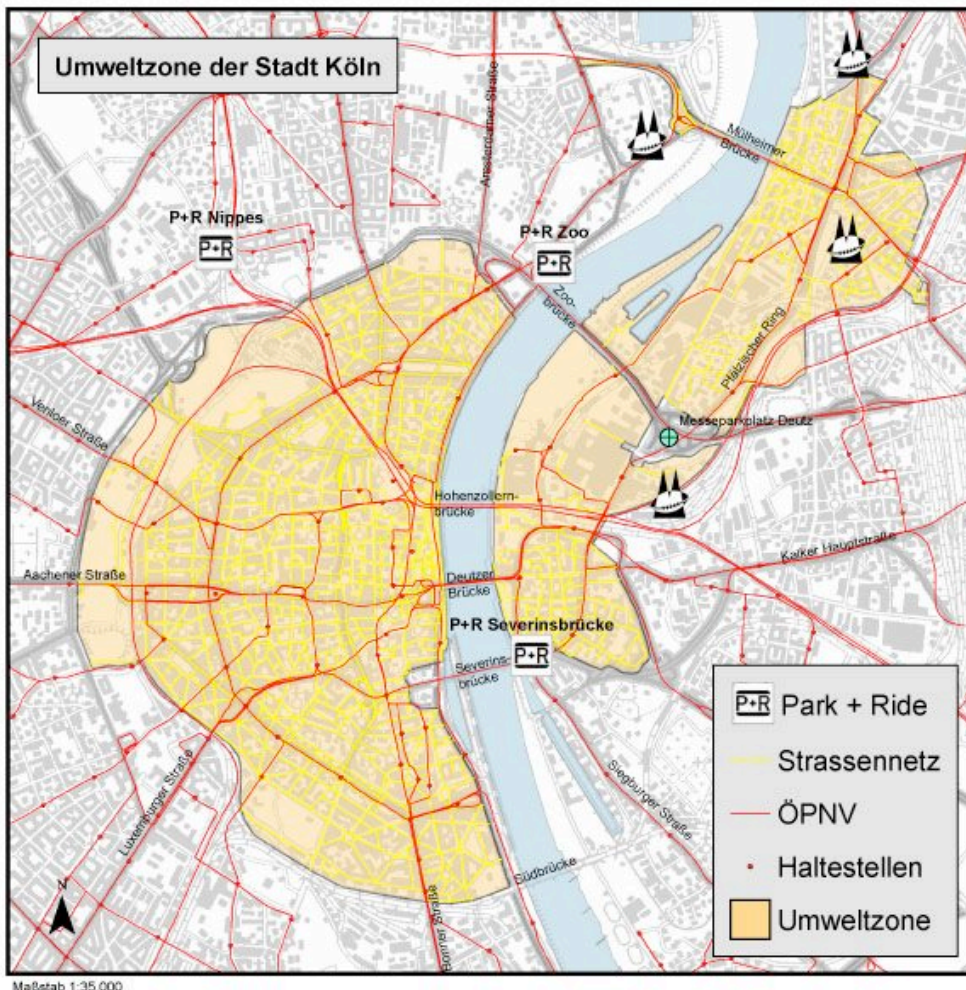 Umweltzone der Stadt Köln
Amsterdamer Straße
Mülheimer
Brücke
P+R Nippes
P+R
P+R Zoo
P+R
Zoo-
brücke
Pfälzischer Ring
Venloer Straße
Messeparkplatz Deutz
Hohenzollern-
brücke
Kalker Hauptstraße
Aachener Straße
Deutzer
Brücke
P+R Severinsbrücke
P+R
Severins-
brücke
Luxemburger Straße
Siegburger Straße
Südbrücke
Bonner Straße
N
P+R Park + Ride
Strassennetz
ÖPNV
Haltestellen
Umweltzone
Maßstab 1:35.000